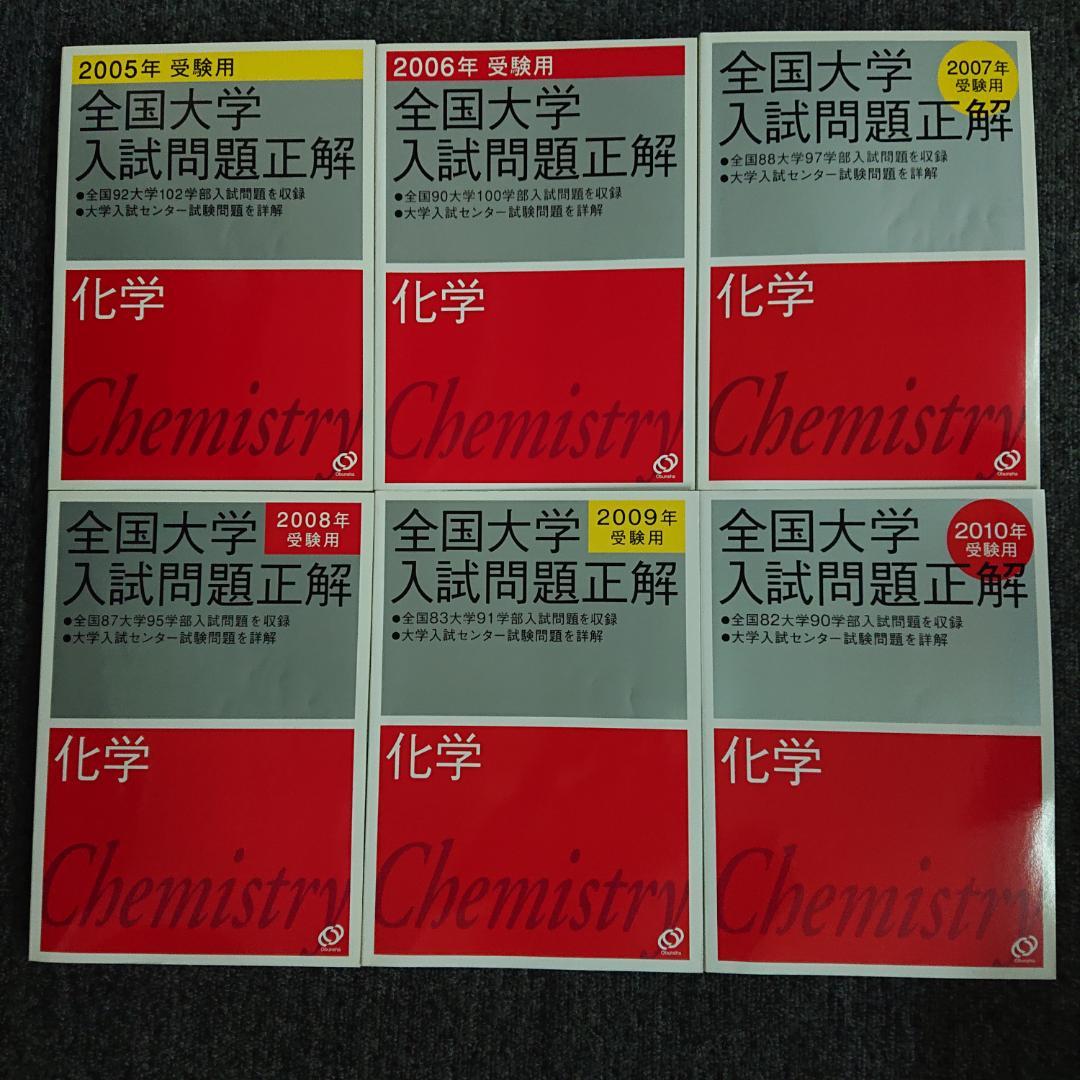 2005年 受験用
全国大学
入試問題正解
●全国92大学102学部入試問題を収録
●大学入試センター試験問題を詳解
化学
Chemistry
Obunsha
2006年 受験用
全国大学
入試問題正解
●全国90大学100学部入試問題を収録
●大学入試センター試験問題を詳解
化学
Chemistry
Obunsha
2007年
受験用
全国大学
入試問題正解
●全国88大学97学部入試問題を収録
●大学入試センター試験問題を詳解
化学
Chemistry
Obunsha
2008年
受験用
全国大学
入試問題正解
●全国87大学95学部入試問題を収録
●大学入試センター試験問題を詳解
化学
Chemistry
Obunsha
2009年
受験用
全国大学
入試問題正解
●全国83大学91学部入試問題を収録
●大学入試センター試験問題を詳解
化学
Chemistry
Obunsha
2010年
受験用
全国大学
入試問題正解
●全国82大学90学部入試問題を収録
●大学入試センター試験問題を詳解
化学
Chemistry
Obunsha